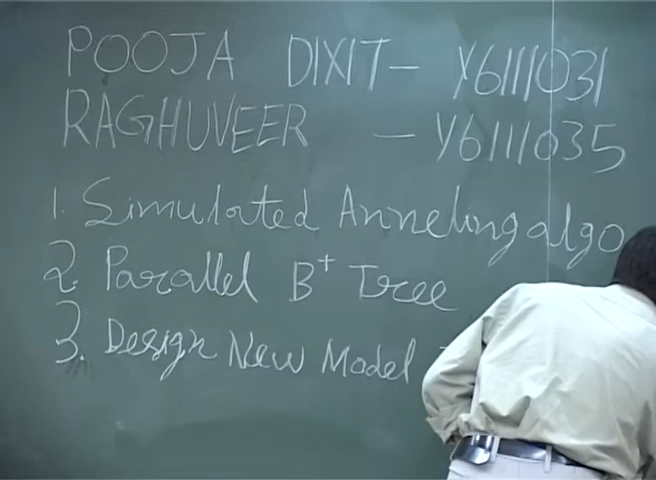 POOJA DIXIT - Y6111031
RAGHUVEER - Y6111035
1. Simulated Anneling algo
2. Parallel B+ Tree
3. Design New Model